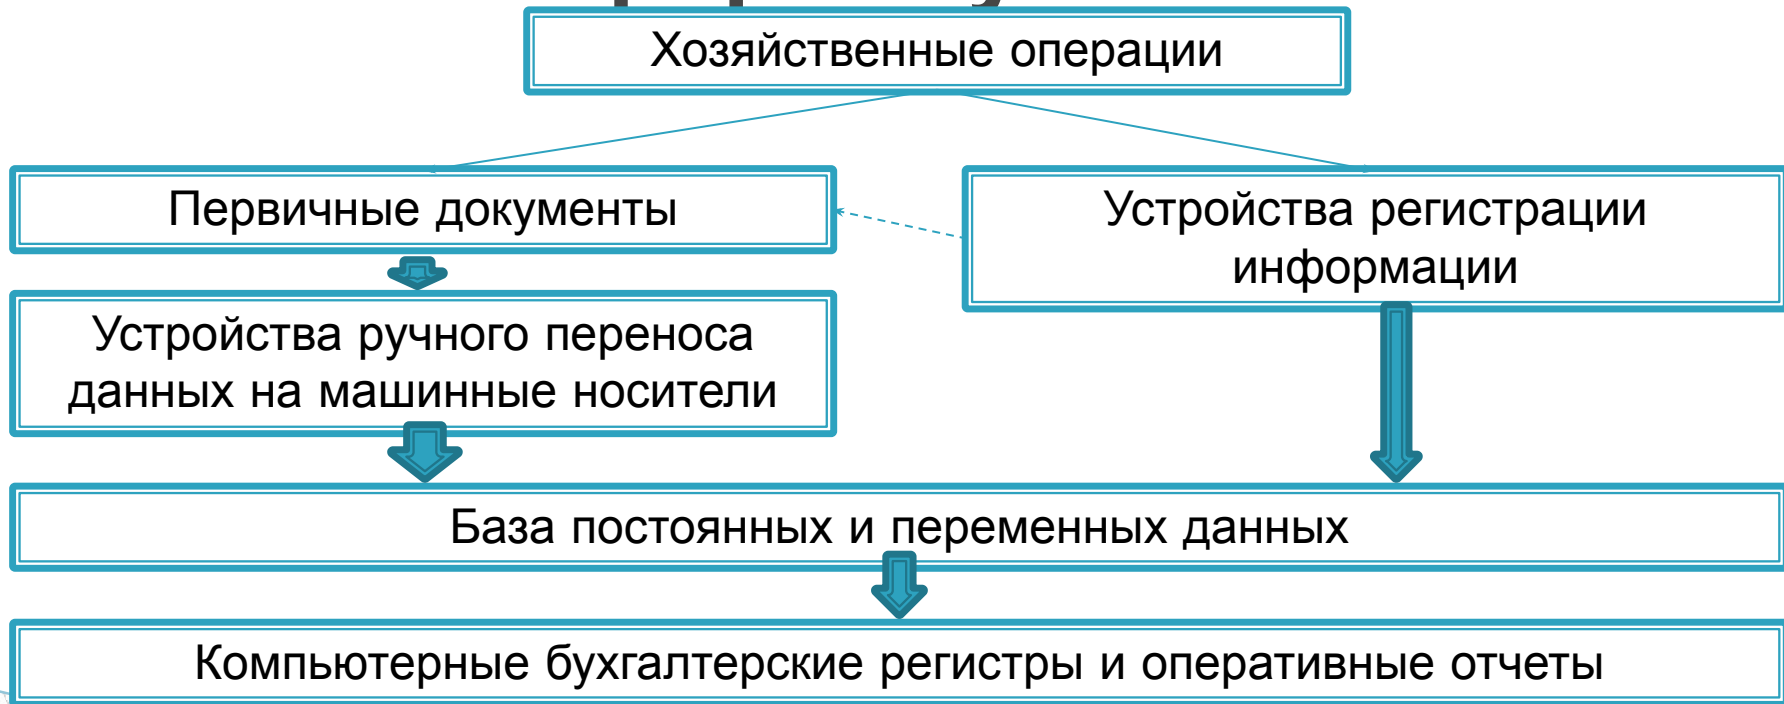 Хозяйственные операции
Первичные документы
Устройства регистрации
информации
Устройства ручного переноса
данных на машинные носители
База постоянных и переменных данных
Компьютерные бухгалтерские регистры и оперативные отчеты